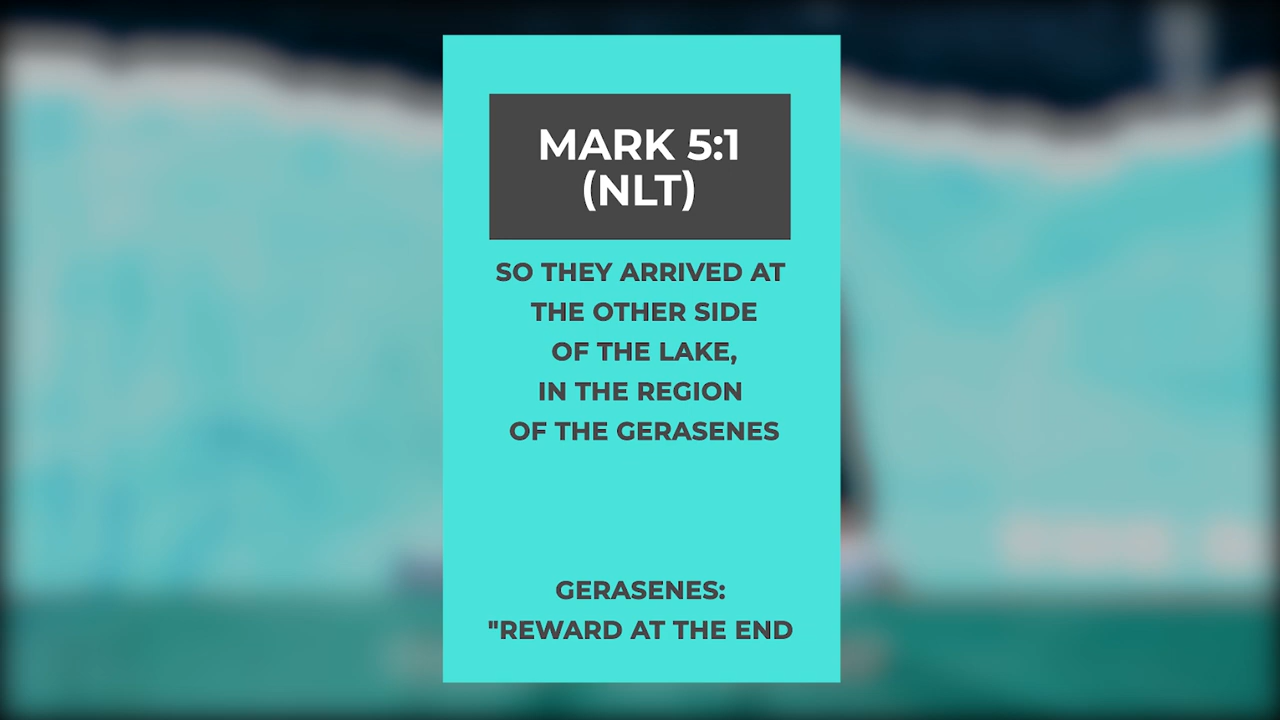 MARK 5:1
(NLT)
SO THEY ARRIVED AT
THE OTHER SIDE
OF THE LAKE,
IN THE REGION
OF THE GERASENES
GERASENES:
"REWARD AT THE END